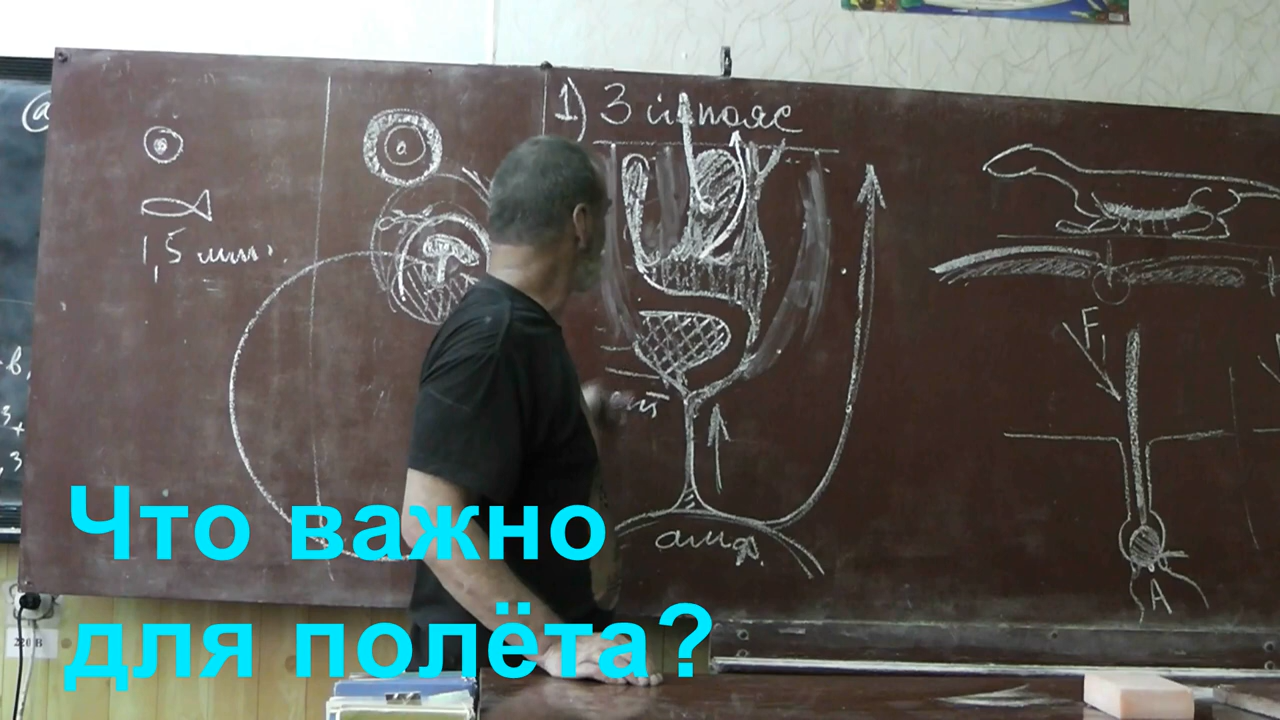 @
1) 3 й пояс
1,5 мм.
F₁
A
220 В
Что важно
для полёта?